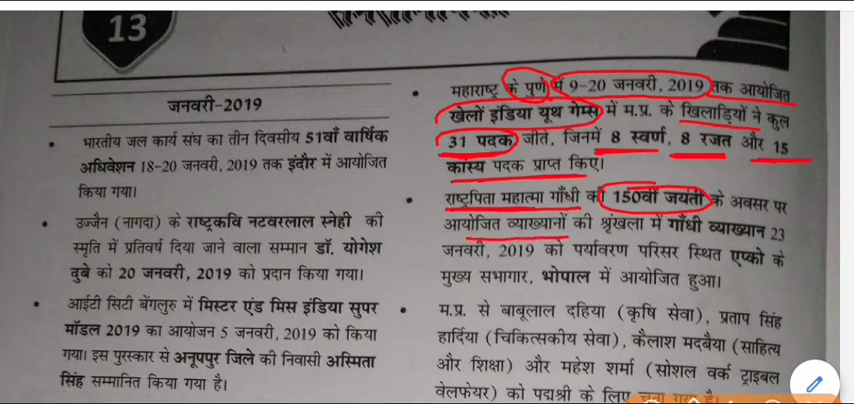 13
जनवरी-2019
• भारतीय जल कार्य संघ का तीन दिवसीय 51वाँ वार्षिक
अधिवेशन 18-20 जनवरी, 2019 तक इंदौर में आयोजित
किया गया।
• उज्जैन (नागदा) के राष्ट्रकवि नटवरलाल स्नेही की
स्मृति में प्रतिवर्ष दिया जाने वाला सम्मान डॉ. योगेश
दुबे को 20 जनवरी, 2019 को प्रदान किया गया।
• आईटी सिटी बेंगलुरु में मिस्टर एंड मिस इंडिया सुपर
मॉडल 2019 का आयोजन 5 जनवरी, 2019 को किया
गया। इस पुरस्कार से अनूपपुर जिले की निवासी अस्मिता
सिंह सम्मानित किया गया है।
• महाराष्ट्र के पुणे में 9-20 जनवरी, 2019 तक आयोजित
खेलों इंडिया यूथ गेम्स में म.प्र. के खिलाड़ियों ने कुल
31 पदक जीते, जिनमें 8 स्वर्ण, 8 रजत और 15
कांस्य पदक प्राप्त किए।
• राष्ट्रपिता महात्मा गाँधी की 150वीं जयंती के अवसर पर
आयोजित व्याख्यानों की श्रृंखला में गाँधी व्याख्यान 23
जनवरी, 2019 को पर्यावरण परिसर स्थित एप्को के
मुख्य सभागार, भोपाल में आयोजित हुआ।
• म.प्र. से बाबूलाल दहिया (कृषि सेवा), प्रताप सिंह
हार्दिया (चिकित्सकीय सेवा), कैलाश मदबैया (साहित्य
और शिक्षा) और महेश शर्मा (सोशल वर्क ट्राइबल
वेलफेयर) को पद्मश्री के लिए चुना गया है।